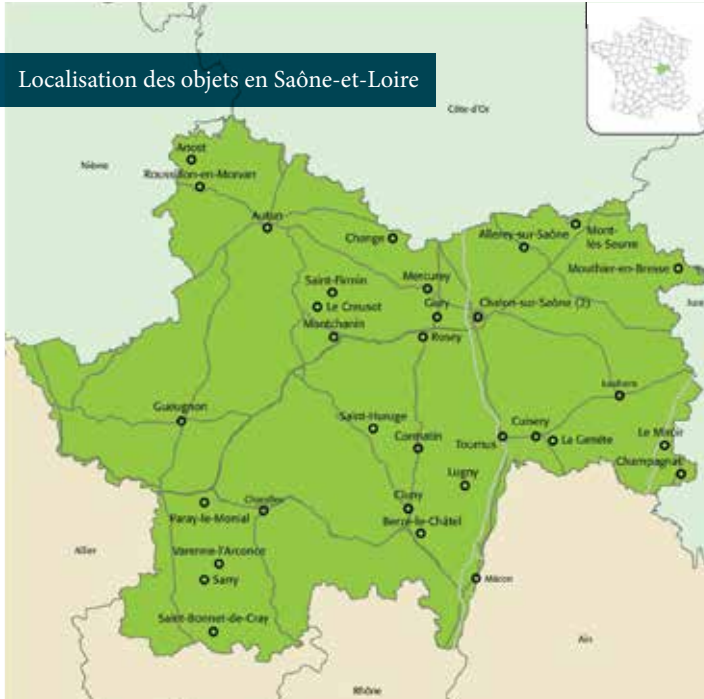 Localisation des objets en Saône-et-Loire
Côte-d'Or
Nièvre
Anost
Roussillon-en-Morvan
Autun
Change
Allerey-sur-Saône
Mont-
lès-Seurre
Mouthier-en-Bresse
Saint-Firmin
Mercurey
Le Creusot
Givry
Chalon-sur-Saône (2)
Jura
Montchanin
Rosey
Louhans
Gueugnon
Saint-Huruge
Cormatin
Tournus
Cuisery
La Genête
Le Miroir
Champagnat
Lugny
Paray-le-Monial
Charolles
Cluny
Berzé-le-Châtel
Allier
Varenne-l'Arconce
Sarry
Mâcon
Saint-Bonnet-de-Cray
Ain
Rhône